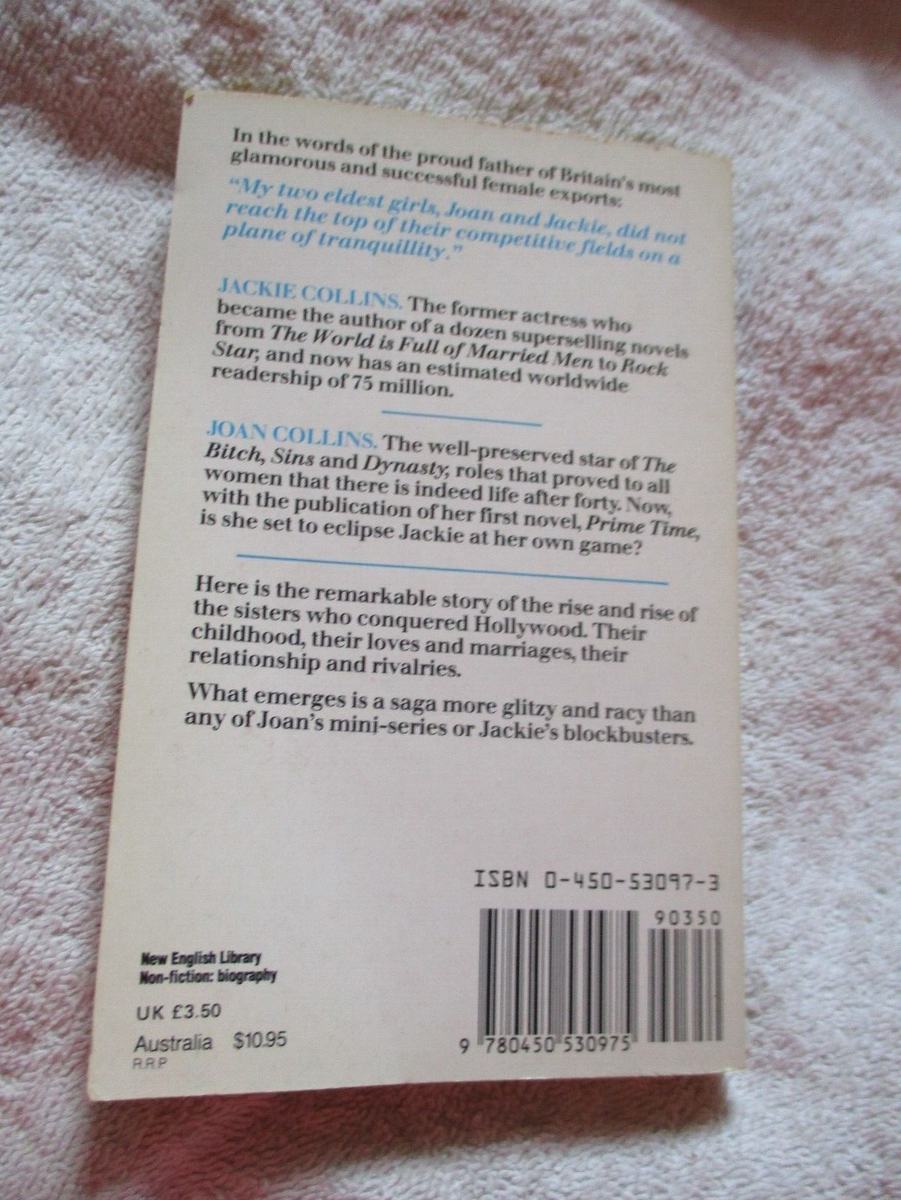 In the words of the proud father of Britain's most
glamorous and successful female exports:
"My two eldest girls, Joan and Jackie, did not
reach the top of their competitive fields on a
plane of tranquillity."
JACKIE COLLINS. The former actress who
became the author of a dozen superselling novels
from The World is Full of Married Men to Rock
Star, and now has an estimated worldwide
readership of 75 million.
JOAN COLLINS. The well-preserved star of The
Bitch, Sins and Dynasty, roles that proved to all
women that there is indeed life after forty. Now,
with the publication of her first novel, Prime Time,
is she set to eclipse Jackie at her own game?
Here is the remarkable story of the rise and rise of
the sisters who conquered Hollywood. Their
childhood, their loves and marriages, their
relationship and rivalries.
What emerges is a saga more glitzy and racy than
any of Joan's mini-series or Jackie's blockbusters.
ISBN 0-450-53097-3
90350
New English Library
Non-fiction: biography
UK £3.50
Australia $10.95
R.R.P
9 780450 530975